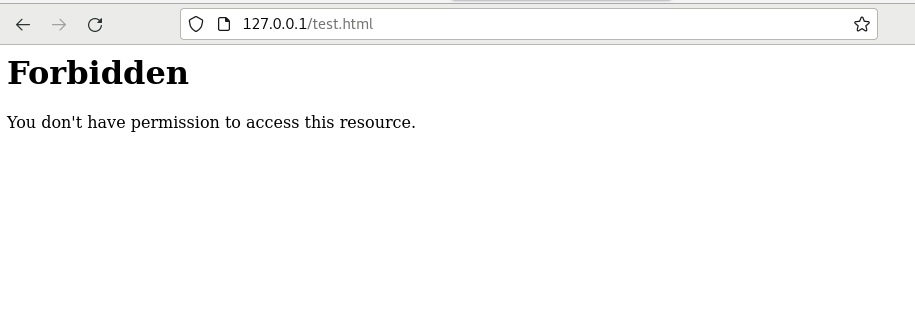 127.0.0.1/test.html
Forbidden
You don't have permission to access this resource.